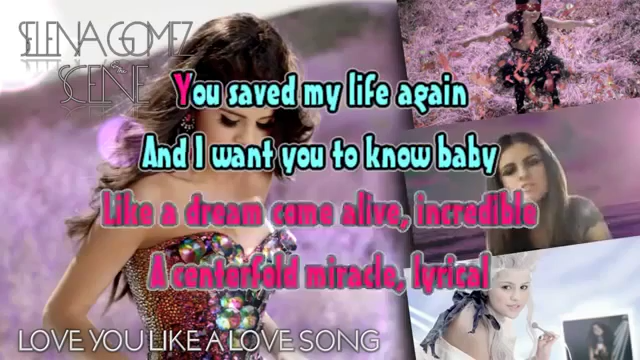 SELENA GOMEZ
& THE
SCENE
You saved my life again
And I want you to know baby
Like a dream come alive, incredible
A centerfold miracle, lyrical
LOVE YOU LIKE A LOVE SONG